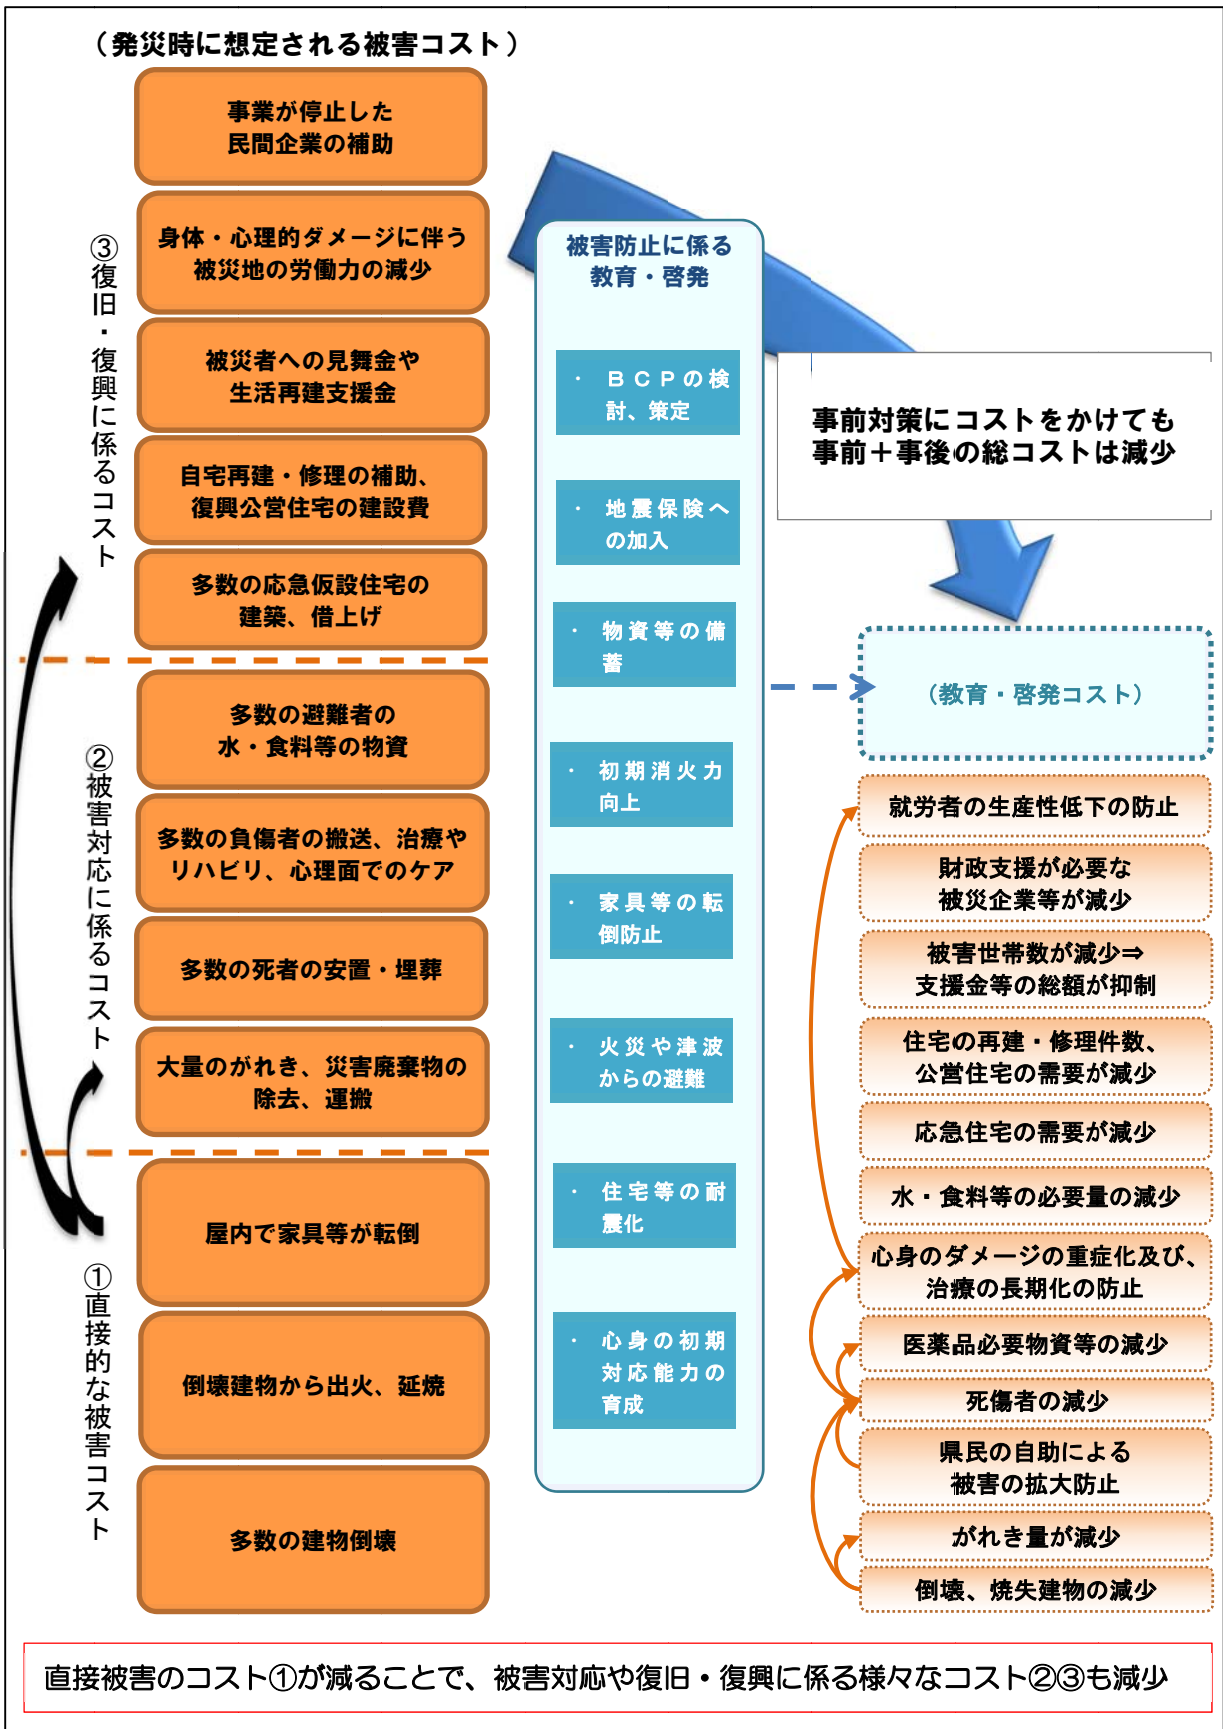 （発災時に想定される被害コスト）
事業が停止した
民間企業の補助
身体・心理的ダメージに伴う
被災地の労働力の減少
被災者への見舞金や
生活再建支援金
自宅再建・修理の補助、
復興公営住宅の建設費
多数の応急仮設住宅の
建築、借上げ
③復旧・復興に係るコスト
多数の避難者の
水・食料等の物資
多数の負傷者の搬送、治療や
リハビリ、心理面でのケア
多数の死者の安置・埋葬
大量のがれき、災害廃棄物の
除去、運搬
②被害対応に係るコスト
屋内で家具等が転倒
倒壊建物から出火、延焼
多数の建物倒壊
①直接的な被害コスト
被害防止に係る
教育・啓発
・ ＢＣＰの検
討、策定
・ 地震保険へ
の加入
・ 物資等の備
蓄
・ 初期消火力
向上
・ 家具等の転
倒防止
・ 火災や津波
からの避難
・ 住宅等の耐
震化
・ 心身の初期
対応能力の
育成
事前対策にコストをかけても
事前＋事後の総コストは減少
（教育・啓発コスト）
就労者の生産性低下の防止
財政支援が必要な
被災企業等が減少
被害世帯数が減少⇒
支援金等の総額が抑制
住宅の再建・修理件数、
公営住宅の需要が減少
応急住宅の需要が減少
水・食料等の必要量の減少
心身のダメージの重症化及び、
治療の長期化の防止
医薬品必要物資等の減少
死傷者の減少
県民の自助による
被害の拡大防止
がれき量が減少
倒壊、焼失建物の減少
直接被害のコスト①が減ることで、被害対応や復旧・復興に係る様々なコスト②③も減少